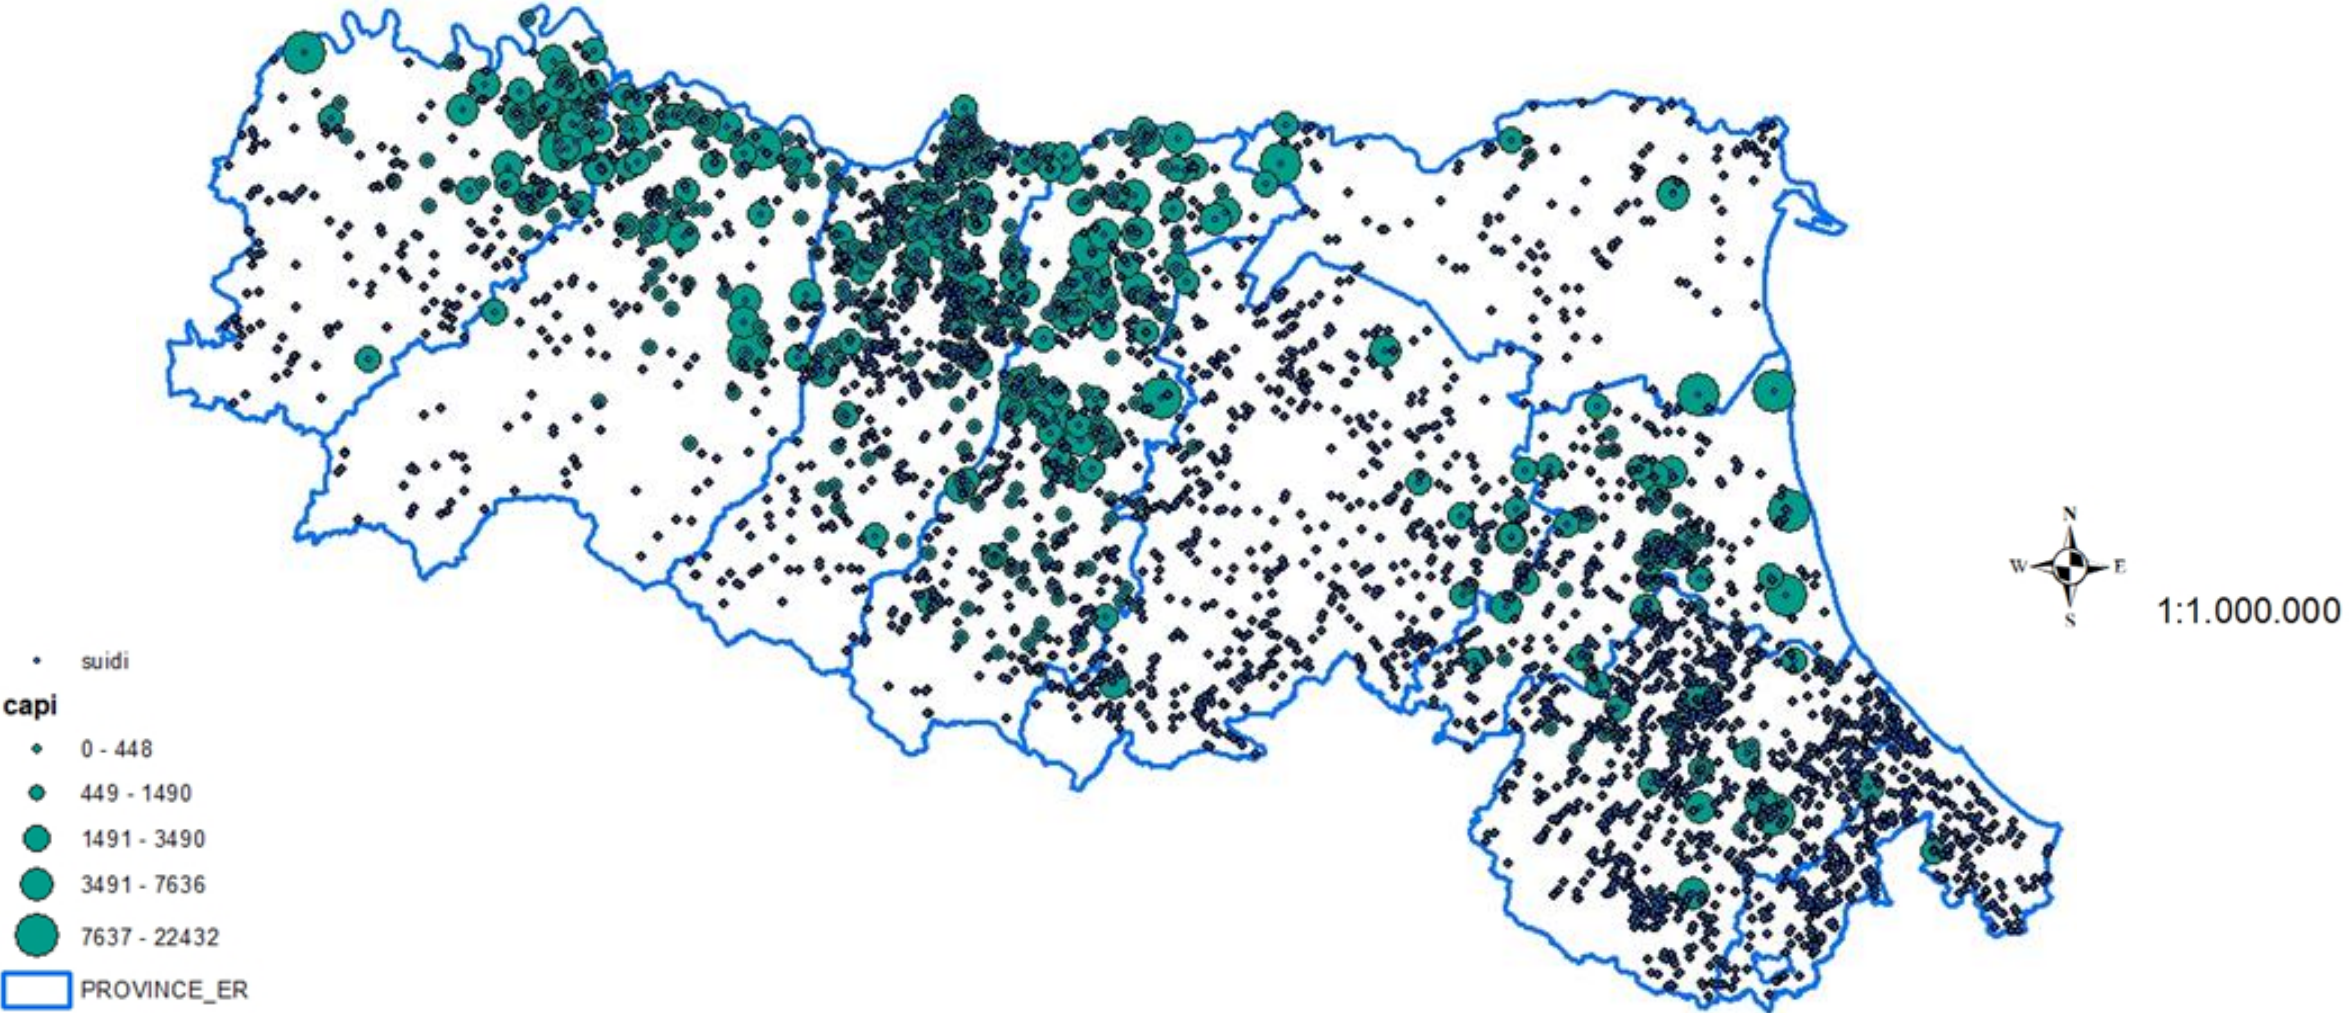 N
W E
S
1:1.000.000
suidi
capi
0 - 448
449 - 1490
1491 - 3490
3491 - 7636
7637 - 22432
PROVINCE_ER